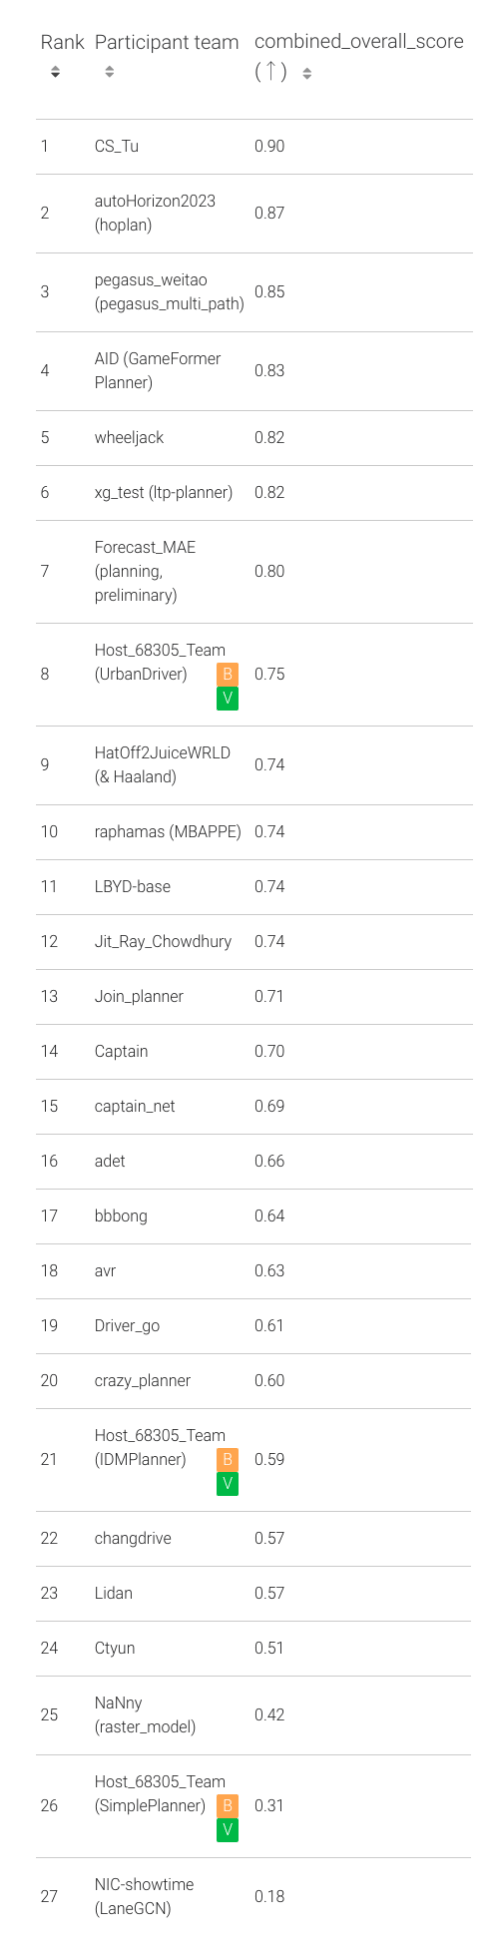 Rank Participant team combined_overall_score
(↑)
1 CS_Tu 0.90
autoHorizon2023
2 (hoplan) 0.87
pegasus_weitao
3 (pegasus_multi_path) 0.85
AID (GameFormer
4 Planner) 0.83
5 wheeljack 0.82
6 xg_test (ltp-planner) 0.82
Forecast_MAE
7 (planning, 0.80
preliminary)
Host_68305_Team
8 (UrbanDriver) B 0.75
V
HatOff2JuiceWRLD
9 (& Haaland) 0.74
10 raphamas (MBAPPE) 0.74
11 LBYD-base 0.74
12 Jit_Ray_Chowdhury 0.74
13 Join_planner 0.71
14 Captain 0.70
15 captain_net 0.69
16 adet 0.66
17 bbbong 0.64
18 avr 0.63
19 Driver_go 0.61
20 crazy_planner 0.60
Host_68305_Team
21 (IDMPlanner) B 0.59
V
22 changdrive 0.57
23 Lidan 0.57
24 Ctyun 0.51
NaNny
25 (raster_model) 0.42
Host_68305_Team
26 (SimplePlanner) B 0.31
V
NIC-showtime
27 (LaneGCN) 0.18